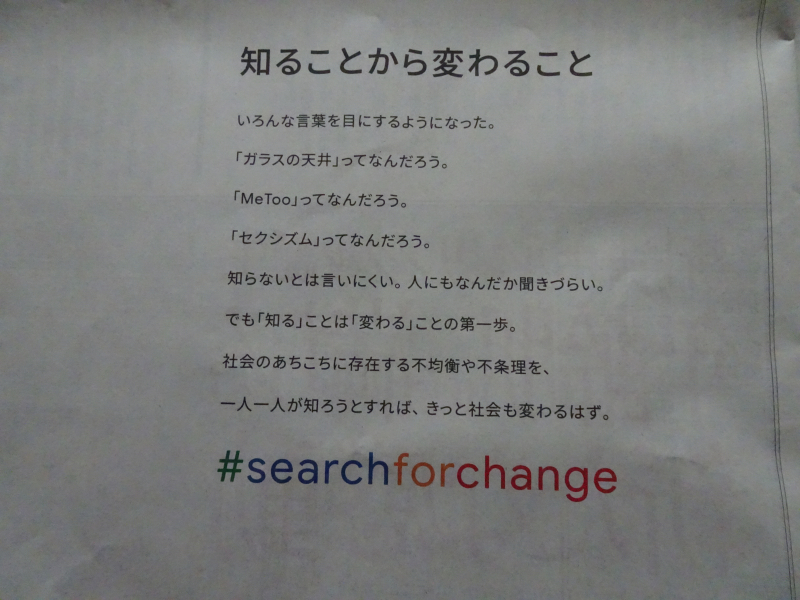 知ることから変わること
いろんな言葉を目にするようになった。
「ガラスの天井」ってなんだろう。
「MeToo」ってなんだろう。
「セクシズム」ってなんだろう。
知らないとは言いにくい。人にもなんだか聞きづらい。
でも「知る」ことは「変わる」ことの第一歩。
社会のあちこちに存在する不均衡や不条理を、
一人一人が知ろうとすれば、きっと社会も変わるはず。
#searchforchange